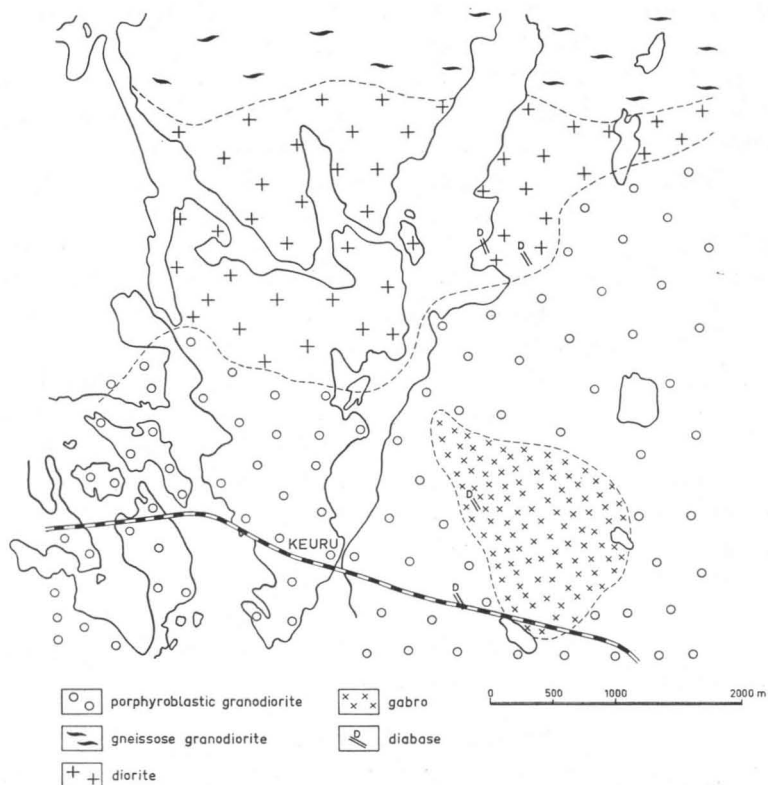 D
D
D
KEURU
D
porphyroblastic granodiorite
gneissose granodiorite
diorite
gabro
D
diabase
0 500 1000 2000 m